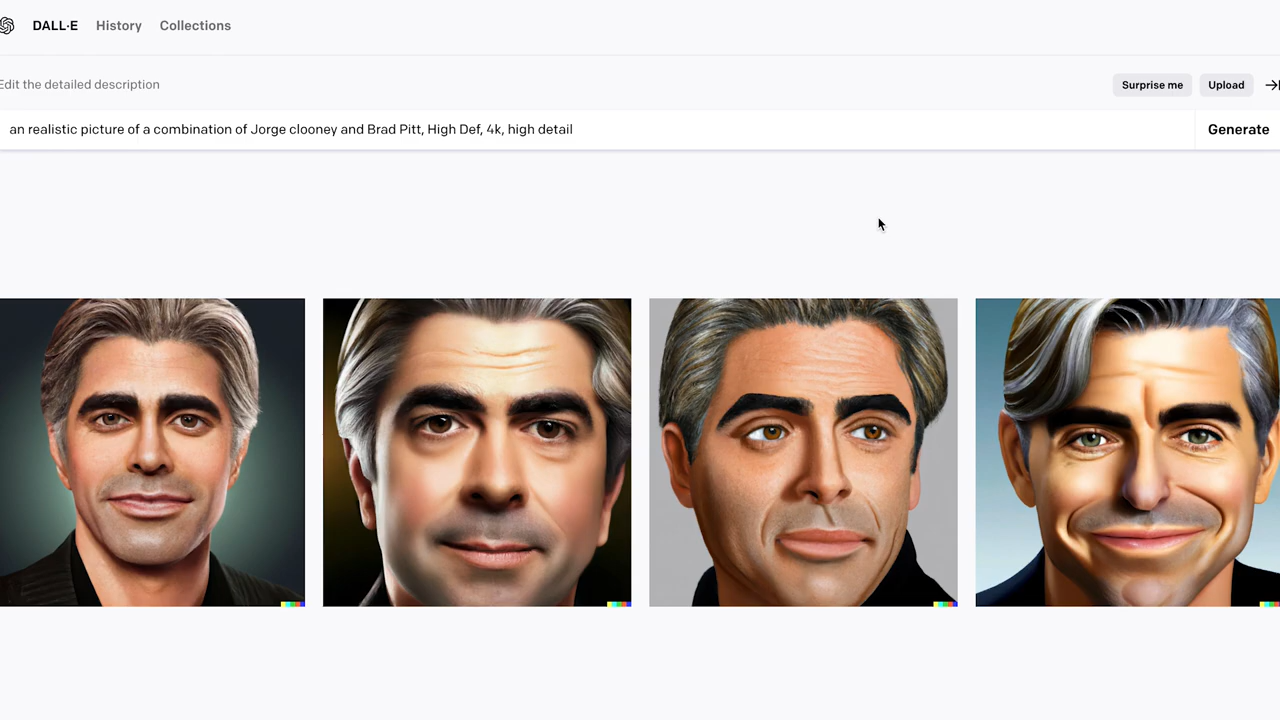 DALL·E History Collections
Edit the detailed description
Surprise me Upload
an realistic picture of a combination of Jorge clooney and Brad Pitt, High Def, 4k, high detail
Generate